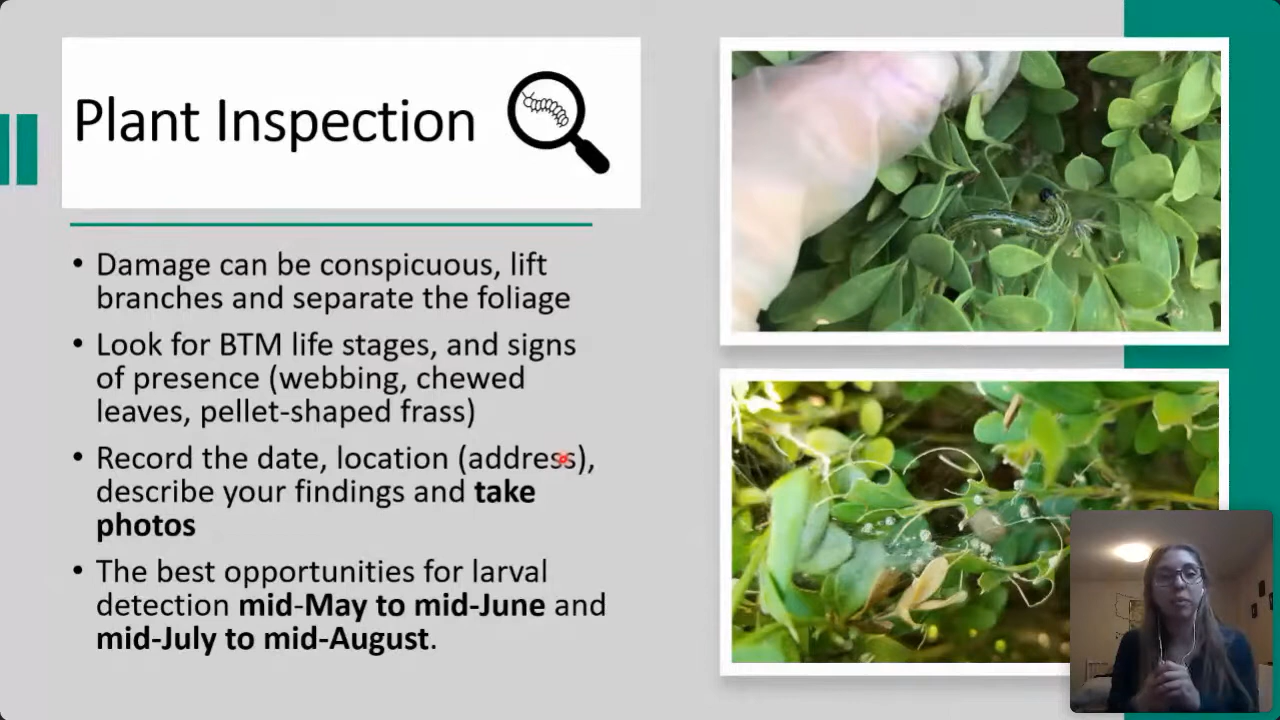 Plant Inspection
• Damage can be conspicuous, lift
branches and separate the foliage
• Look for BTM life stages, and signs
of presence (webbing, chewed
leaves, pellet-shaped frass)
• Record the date, location (address),
describe your findings and take
photos
• The best opportunities for larval
detection mid-May to mid-June and
mid-July to mid-August.